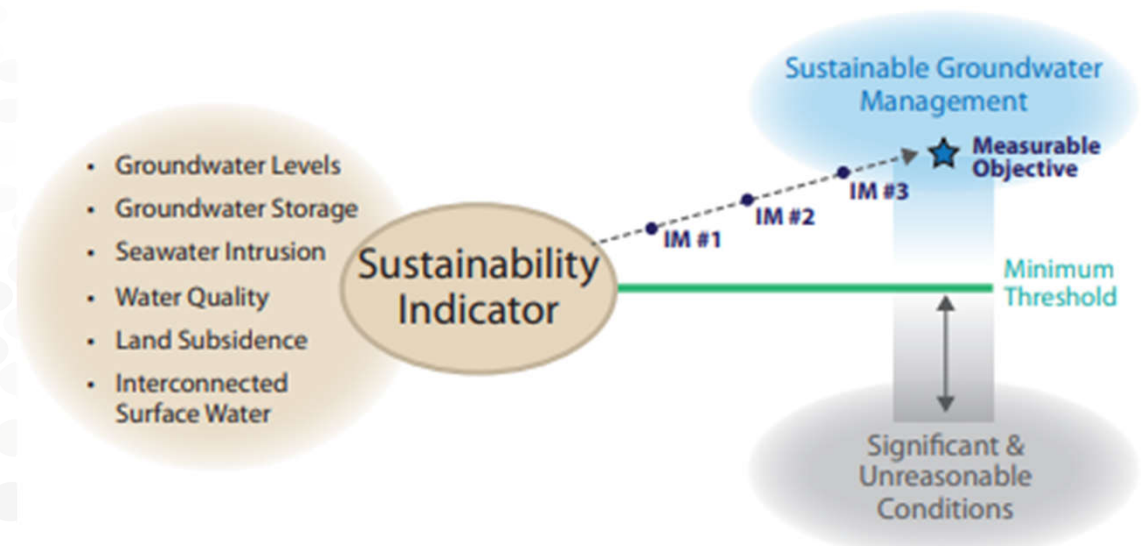 • Groundwater Levels
• Groundwater Storage
• Seawater Intrusion
• Water Quality
• Land Subsidence
• Interconnected
Surface Water
Sustainability
Indicator
IM #1
IM #2
IM #3
Sustainable Groundwater
Management
Measurable
Objective
Minimum
Threshold
Significant &
Unreasonable
Conditions